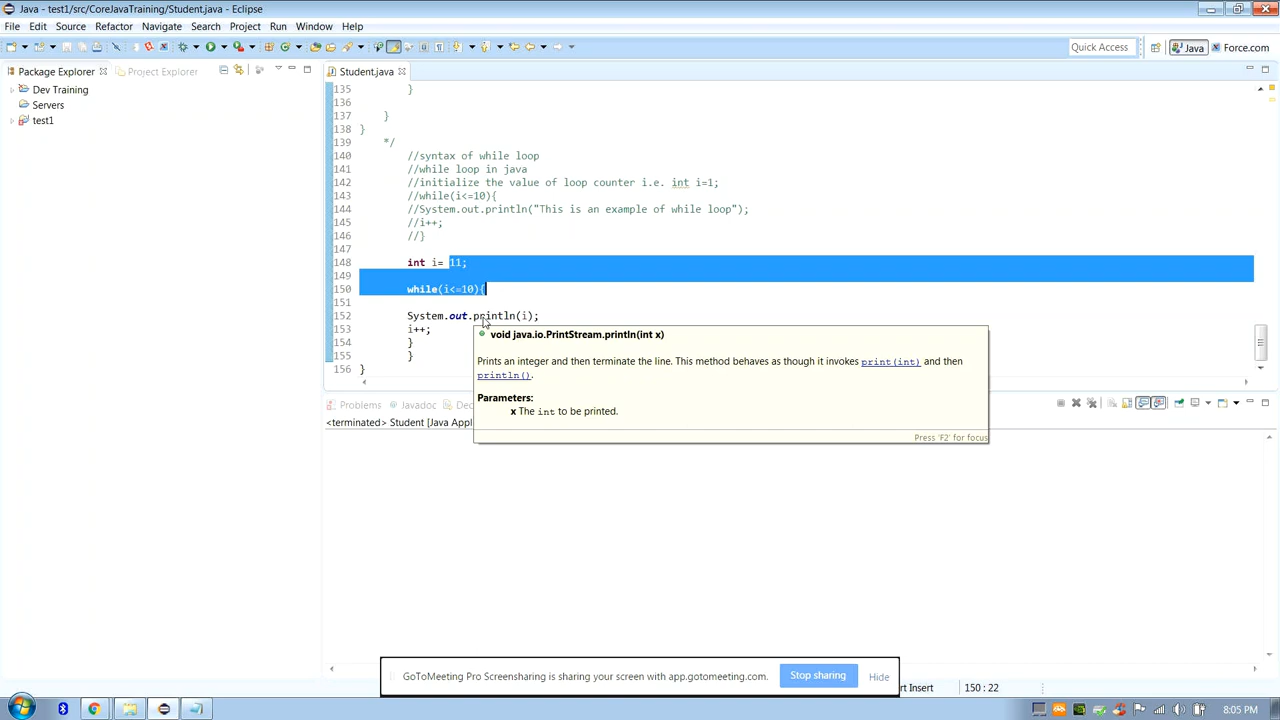 Java - test1/src/CoreJavaTraining/Student.java - Eclipse
File Edit Source Refactor Navigate Search Project Run Window Help
Quick Access Java Force.com
Package Explorer Project Explorer Student.java
Dev Training
Servers
test1
135 }
136
137 }
138 }
139 */
140 //syntax of while loop
141 //while loop in java
142 //initialize the value of loop counter i.e. int i=1;
143 //while(i<=10){
144 //System.out.println("This is an example of while loop");
145 //i++;
146 //}
147
148 int i= 11;
149
150 while(i<=10){
151
152 System.out.println(i);
153 i++;
154 }
155 }
156 }
void java.io.PrintStream.println(int x)
Prints an integer and then terminate the line. This method behaves as though it invokes print(int) and then
println().
Parameters:
x The int to be printed.
Press 'F2' for focus
Problems Javadoc Dec
<terminated> Student [Java Appl
GoToMeeting Pro Screensharing is sharing your screen with app.gotomeeting.com. Stop sharing Hide
rt Insert 150 : 22
8:05 PM